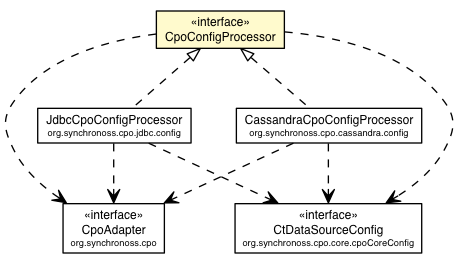 «interface»
CpoConfigProcessor
JdbcCpoConfigProcessor
org.synchronoss.cpo.jdbc.config
CassandraCpoConfigProcessor
org.synchronoss.cpo.cassandra.config
«interface»
CpoAdapter
org.synchronoss.cpo
«interface»
CtDataSourceConfig
org.synchronoss.cpo.core.cpoCoreConfig